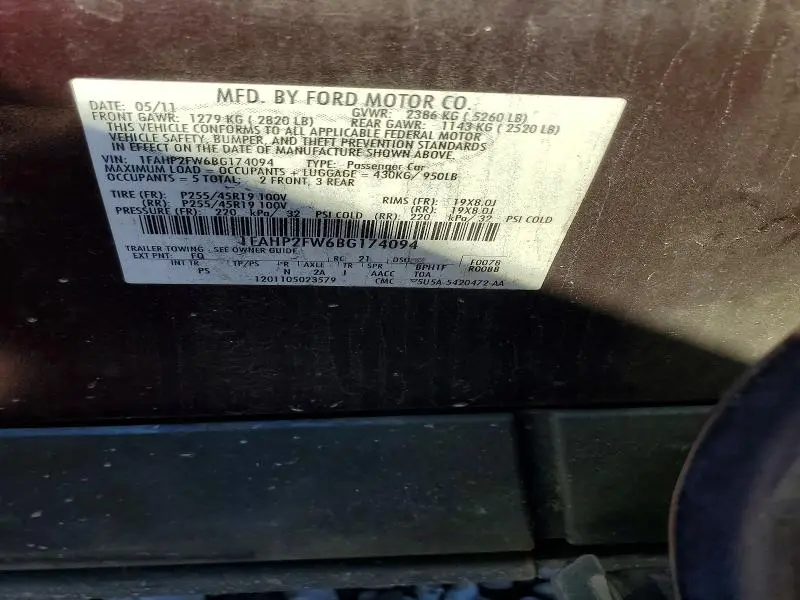 MFD. BY FORD MOTOR CO.
DATE: 05/11 GVWR: 2386 KG ( 5260 LB)
FRONT GAWR: 1279 KG ( 2820 LB) REAR GAWR: 1143 KG ( 2520 LB)
THIS VEHICLE CONFORMS TO ALL APPLICABLE FEDERAL MOTOR
VEHICLE SAFETY, BUMPER, AND THEFT PREVENTION STANDARDS
IN EFFECT ON THE DATE OF MANUFACTURE SHOWN ABOVE.
VIN: 1FAHP2FW6BG174094 TYPE: Passenger Car
MAXIMUM LOAD = OCCUPANTS + LUGGAGE = 430KG/ 950LB
OCCUPANTS = 5 TOTAL; 2 FRONT, 3 REAR
TIRE (FR): P255/45R19 100V RIMS (FR): 19X8.0J
(RR): P255/45R19 100V (RR): 19X8.0J
PRESSURE (FR): 220 kPa/ 32 PSI COLD (RR): 220 kPa/ 32 PSI COLD
1FAHP2FW6BG174094
TRAILER TOWING - SEE OWNER GUIDE
EXT PNT: FQ RC: 21 DSO: F0078
INT TR TP/PS R AXLE TR SPR BPH1F R0088
PS N 2A J AACC TOA
1201105023579 CMC 5U5A-5420472-AA